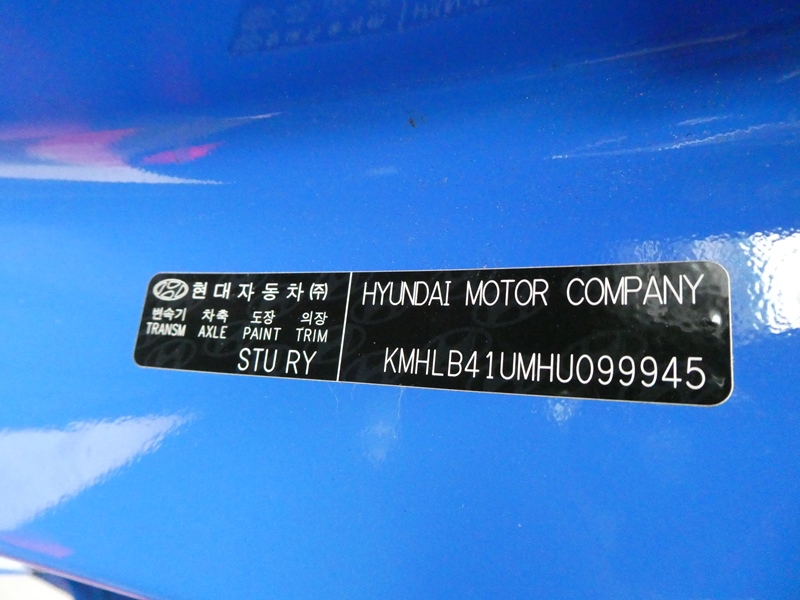 현대자동차㈜
변속기 차축 도장 의장
TRANSM AXLE PAINT TRIM
STU RY
HYUNDAI MOTOR COMPANY
KMHLB41UMHU099945